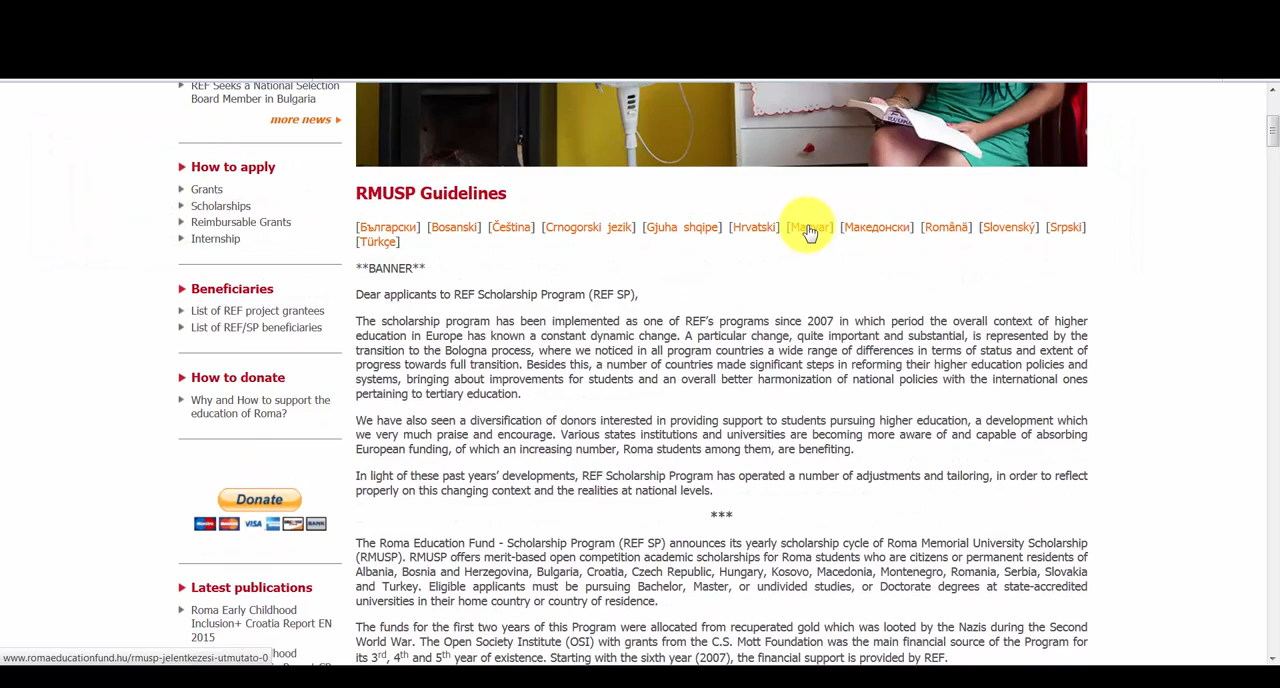 REF Seeks a National Selection
Board Member in Bulgaria
more news
How to apply
Grants
Scholarships
Reimbursable Grants
Internship
Beneficiaries
List of REF project grantees
List of REF/SP beneficiaries
How to donate
Why and How to support the
education of Roma?
Donate
VISA
BANK
Latest publications
Roma Early Childhood
Inclusion+ Croatia Report EN
2015
RMUSP Guidelines
[Български] [Bosanski] [Čeština] [Crnogorski jezik] [Gjuha shqipe] [Hrvatski] [Magyar] [Македонски] [Română] [Slovenský] [Srpski]
[Türkçe]
**BANNER**
Dear applicants to REF Scholarship Program (REF SP),
The scholarship program has been implemented as one of REF's programs since 2007 in which period the overall context of higher
education in Europe has known a constant dynamic change. A particular change, quite important and substantial, is represented by the
transition to the Bologna process, where we noticed in all program countries a wide range of differences in terms of status and extent of
progress towards full transition. Besides this, a number of countries made significant steps in reforming their higher education policies and
systems, bringing about improvements for students and an overall better harmonization of national policies with the international ones
pertaining to tertiary education.
We have also seen a diversification of donors interested in providing support to students pursuing higher education, a development which
we very much praise and encourage. Various states institutions and universities are becoming more aware of and capable of absorbing
European funding, of which an increasing number, Roma students among them, are benefiting.
In light of these past years' developments, REF Scholarship Program has operated a number of adjustments and tailoring, in order to reflect
properly on this changing context and the realities at national levels.
***
The Roma Education Fund - Scholarship Program (REF SP) announces its yearly scholarship cycle of Roma Memorial University Scholarship
(RMUSP). RMUSP offers merit-based open competition academic scholarships for Roma students who are citizens or permanent residents of
Albania, Bosnia and Herzegovina, Bulgaria, Croatia, Czech Republic, Hungary, Kosovo, Macedonia, Montenegro, Romania, Serbia, Slovakia
and Turkey. Eligible applicants must be pursuing Bachelor, Master, or undivided studies, or Doctorate degrees at state-accredited
universities in their home country or country of residence.
The funds for the first two years of this Program were allocated from recuperated gold which was looted by the Nazis during the Second
World War. The Open Society Institute (OSI) with grants from the C.S. Mott Foundation was the main financial source of the Program for
its 3rd, 4th and 5th year of existence. Starting with the sixth year (2007), the financial support is provided by REF.
www.romaeducationfund.hu/rmusp-jelentkezesi-utmutato-0